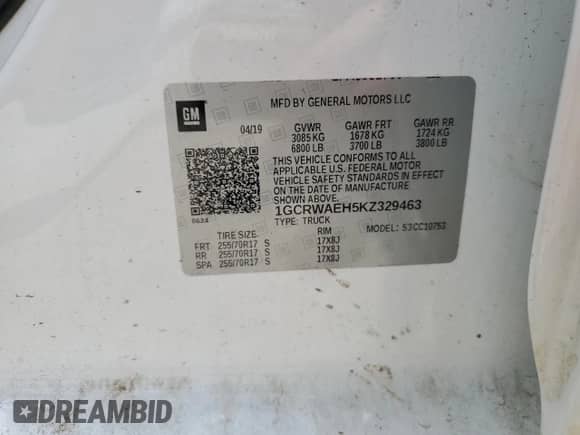 GM
MFD BY GENERAL MOTORS LLC
04/19 GVWR GAWR FRT GAWR RR
3085 KG 1678 KG 1724 KG
6800 LB 3700 LB 3800 LB
THIS VEHICLE CONFORMS TO ALL
APPLICABLE U.S. FEDERAL MOTOR
VEHICLE SAFETY STANDARDS IN EFFECT
ON THE DATE OF MANUFACTURE
1GCRWAEH5KZ329463
TYPE: TRUCK MODEL: 53CC10753
TIRE SIZE RIM
FRT 255/70R17 S 17X8J
RR 255/70R17 S 17X8J
SPA 255/70R17 S 17X8J
DREAMBID